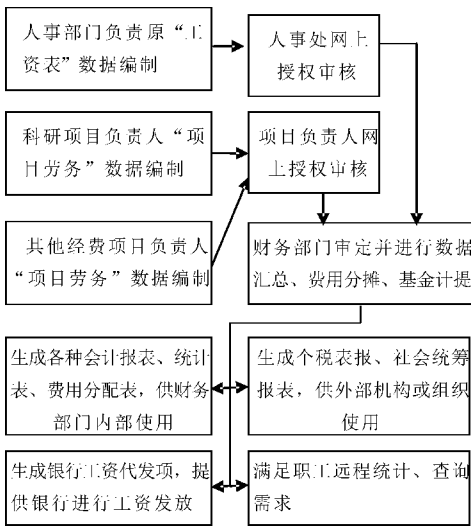 人事部门负责原“工
资表”数据编制
人事处网上
授权审核
科研项目负责人“项
目劳务”数据编制
项目负责人网
上授权审核
其他经费项目负责人
“项目劳务”数据编制
财务部门审定并进行数据
汇总、费用分摊、基金计提
生成各种会计报表、统计
表、费用分配表，供财务
部门内部使用
生成个税表报、社会统筹
报表，供外部机构或组织
使用
生成银行工资代发项，提
供银行进行工资发放
满足职工远程统计、查询
需求